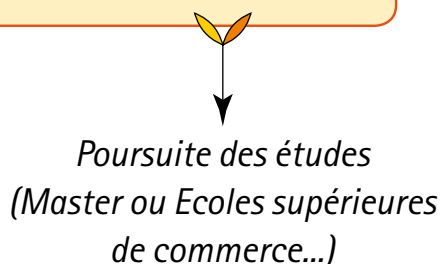 Poursuite des études
(Master ou Ecoles supérieures
de commerce...)